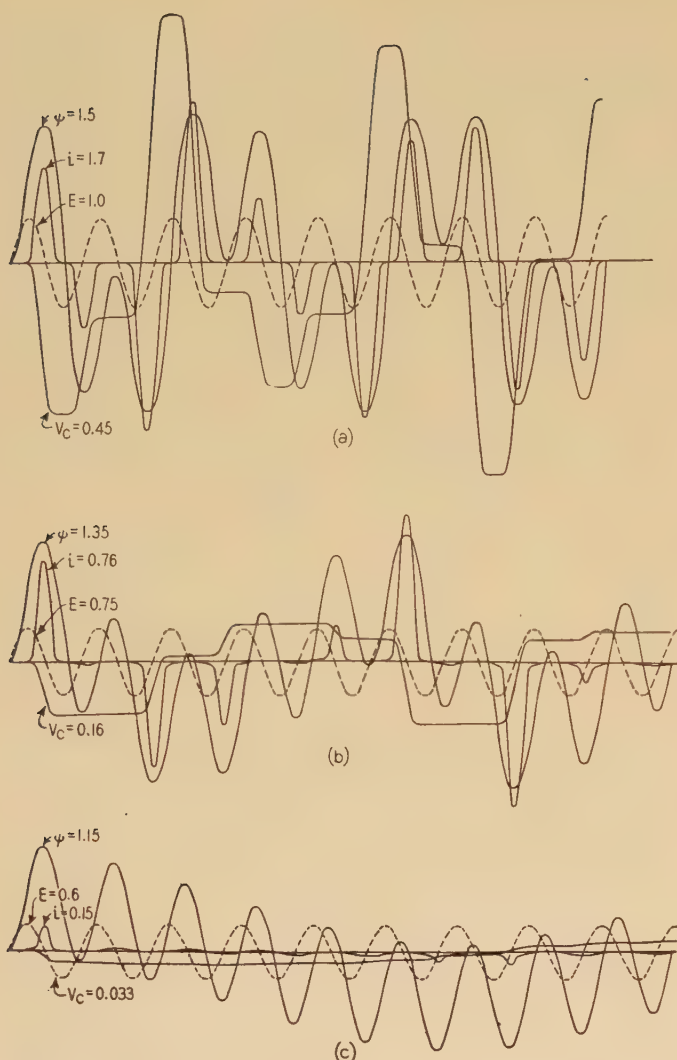 ψ=1.5
i=1.7
E=1.0
V_C=0.45
(a)
ψ=1.35
i=0.76
E=0.75
V_C=0.16
(b)
ψ=1.15
E=0.6
i=0.15
V_C=0.033
(c)